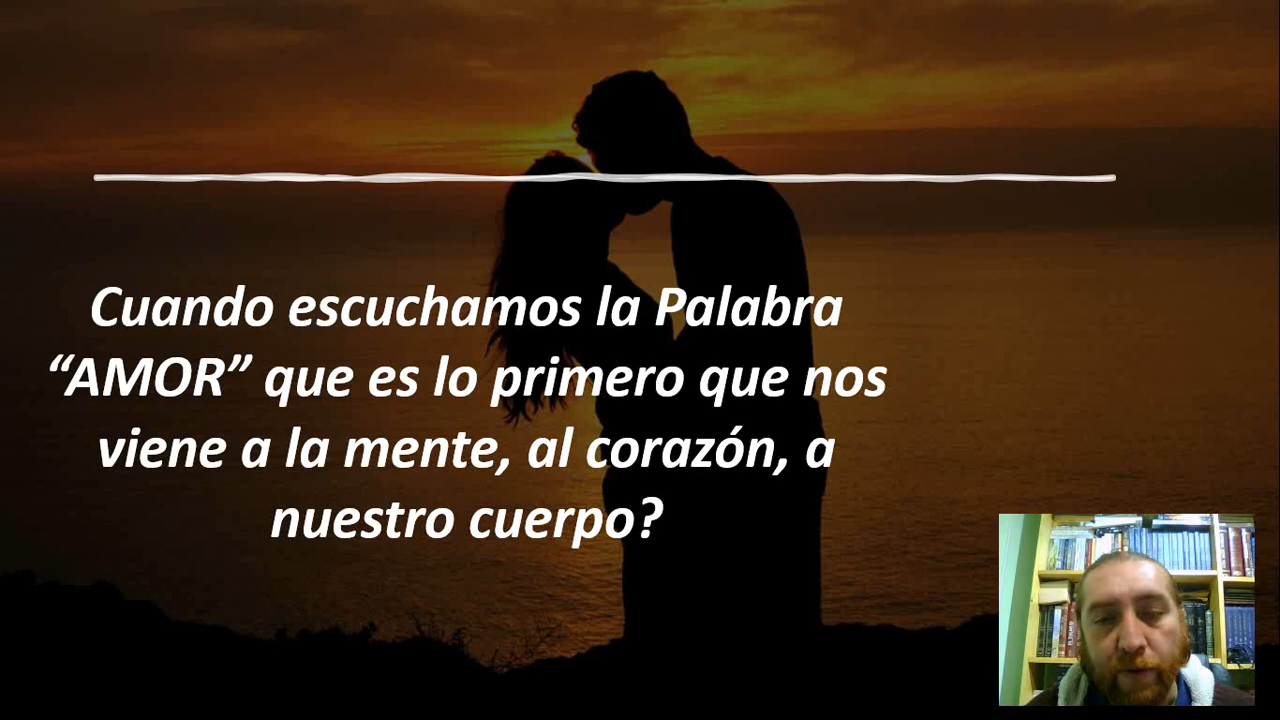 Cuando escuchamos la Palabra
“AMOR” que es lo primero que nos
viene a la mente, al corazón, a
nuestro cuerpo?